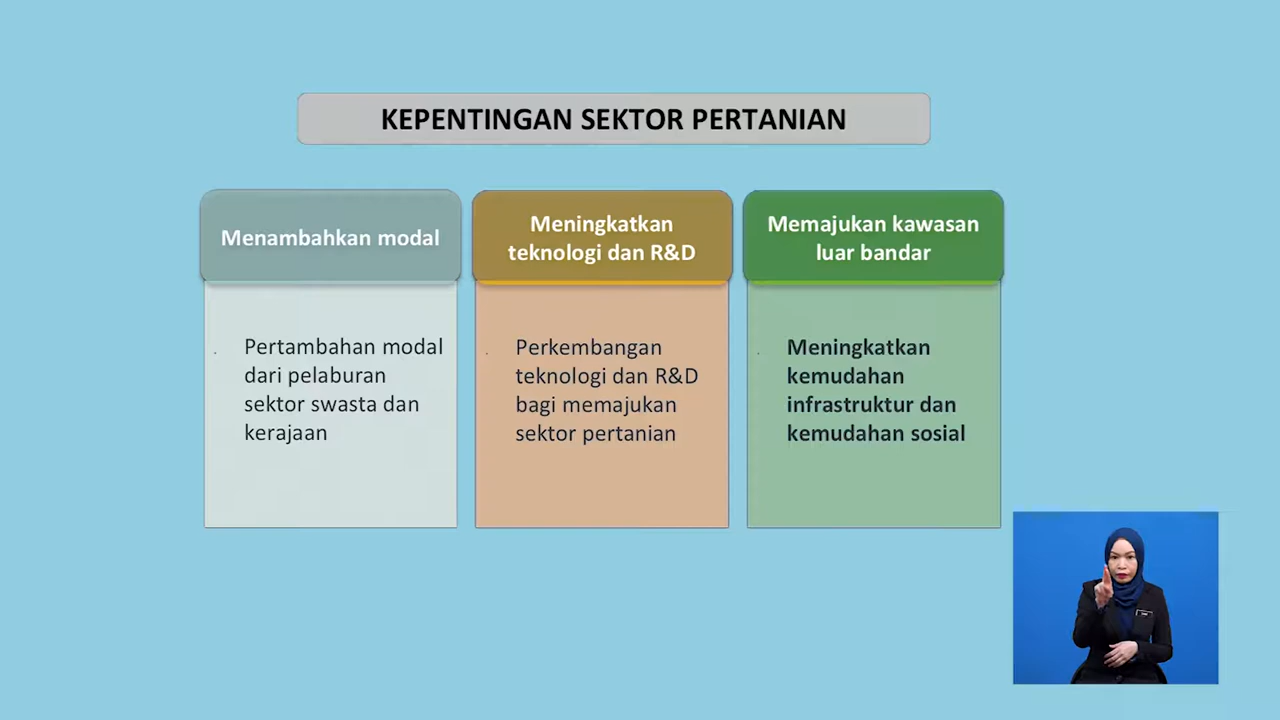 KEPENTINGAN SEKTOR PERTANIAN
Menambahkan modal
Pertambahan modal
dari pelaburan
sektor swasta dan
kerajaan
Meningkatkan
teknologi dan R&D
Perkembangan
teknologi dan R&D
bagi memajukan
sektor pertanian
Memajukan kawasan
luar bandar
Meningkatkan
kemudahan
infrastruktur dan
kemudahan sosial